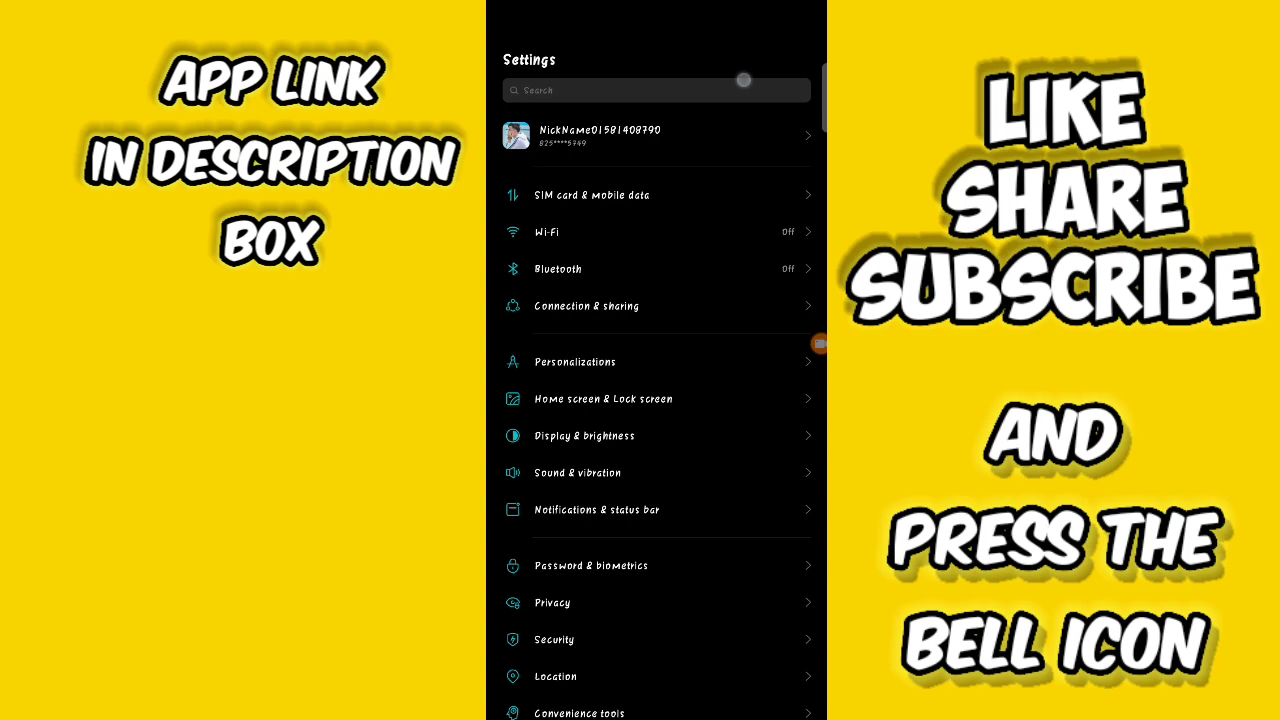 APP LINK
IN DESCRIPTION
BOX
Settings
Search
NickName01581408790
825****5749
SIM card & mobile data
Wi-Fi Off
Bluetooth Off
Connection & sharing
Personalizations
Home screen & Lock screen
Display & brightness
Sound & vibration
Notifications & status bar
Password & biometrics
Privacy
Security
Location
Convenience tools
LIKE
SHARE
SUBSCRIBE
AND
PRESS THE
BELL ICON